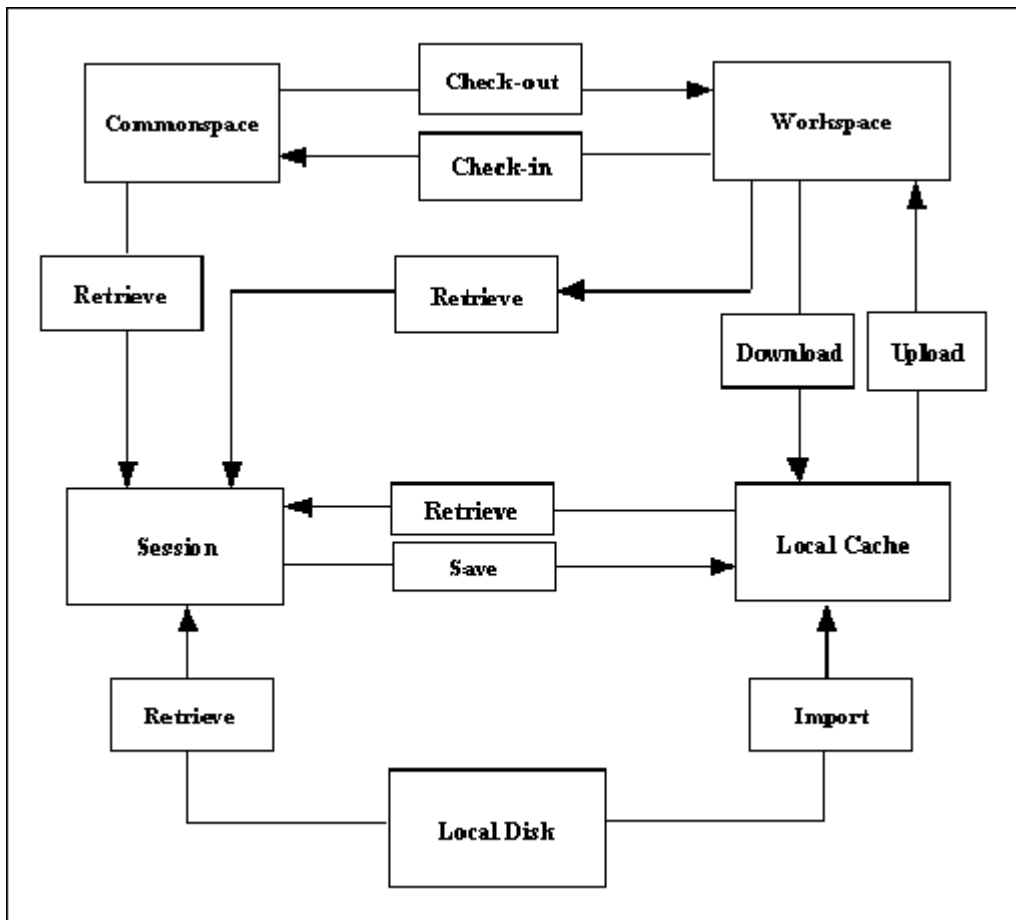 Check-out
Commonspace
Workspace
Check-in
Retrieve
Retrieve
Download
Upload
Retrieve
Session
Local Cache
Save
Retrieve
Import
Local Disk